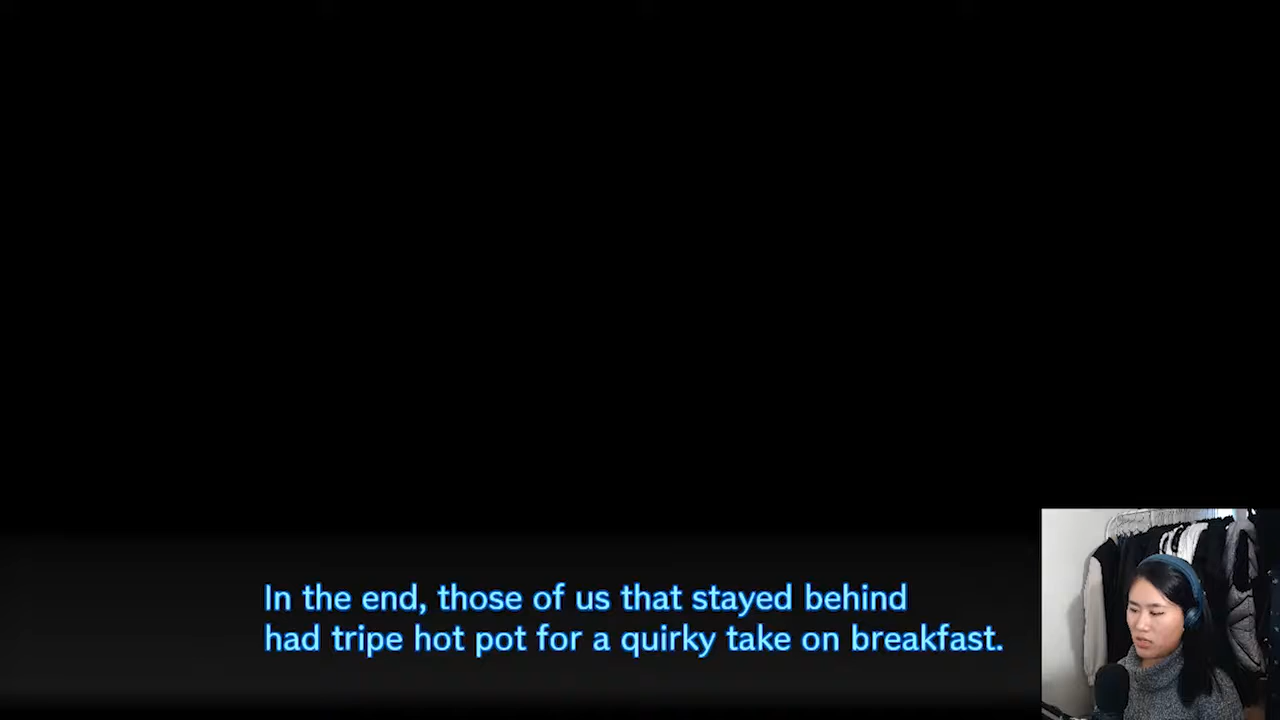 In the end, those of us that stayed behind
had tripe hot pot for a quirky take on breakfast.